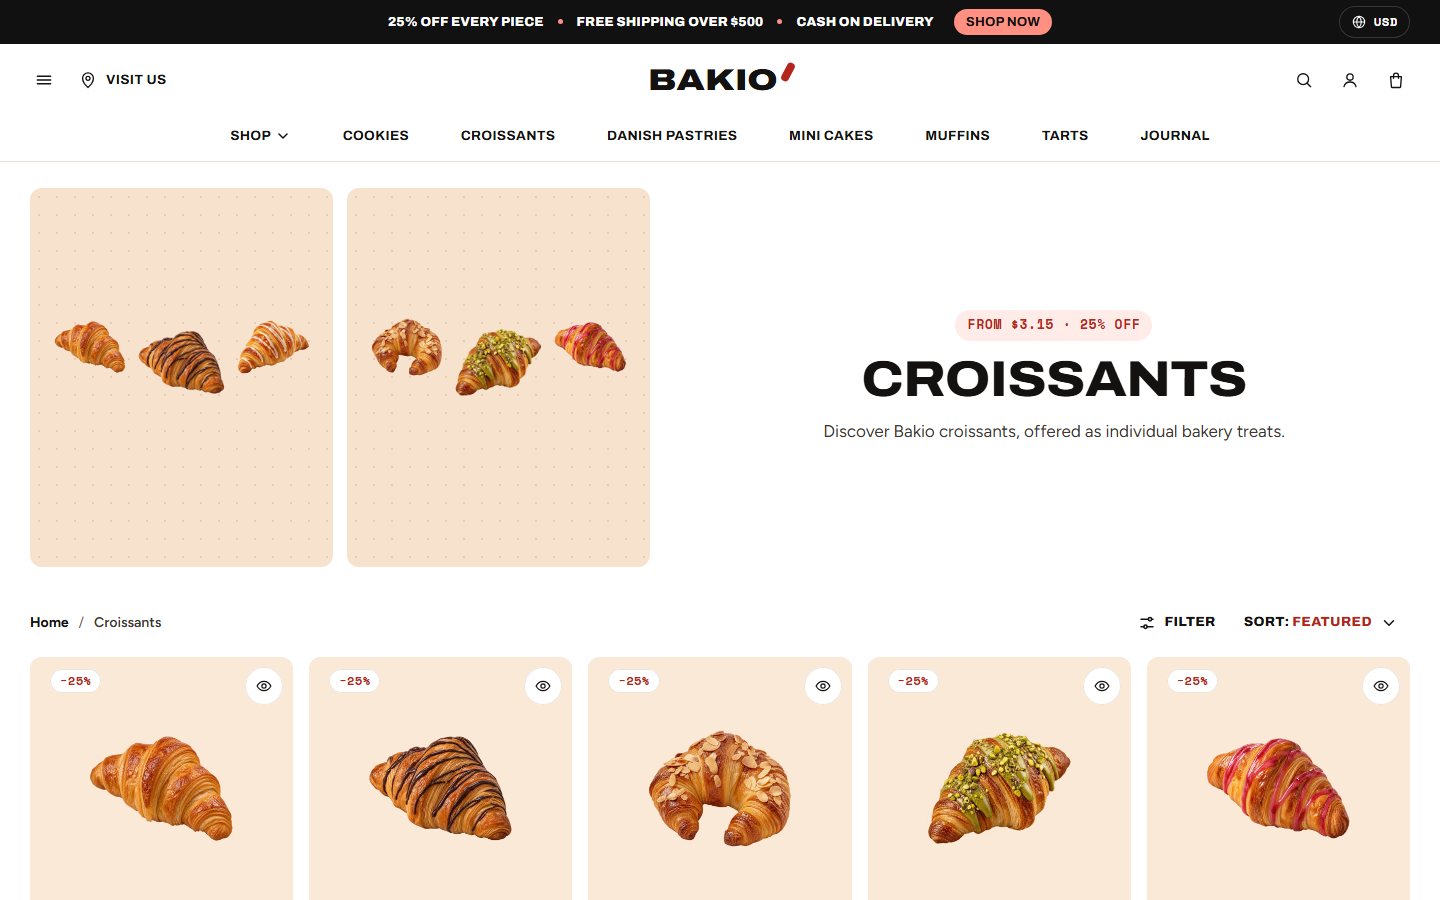 25% OFF EVERY PIECE • FREE SHIPPING OVER $500 • CASH ON DELIVERY SHOP NOW USD
VISIT US BAKIO
SHOP COOKIES CROISSANTS DANISH PASTRIES MINI CAKES MUFFINS TARTS JOURNAL
FROM $3.15 · 25% OFF
CROISSANTS
Discover Bakio croissants, offered as individual bakery treats.
Home / Croissants FILTER SORT: FEATURED
-25% -25% -25% -25% -25%